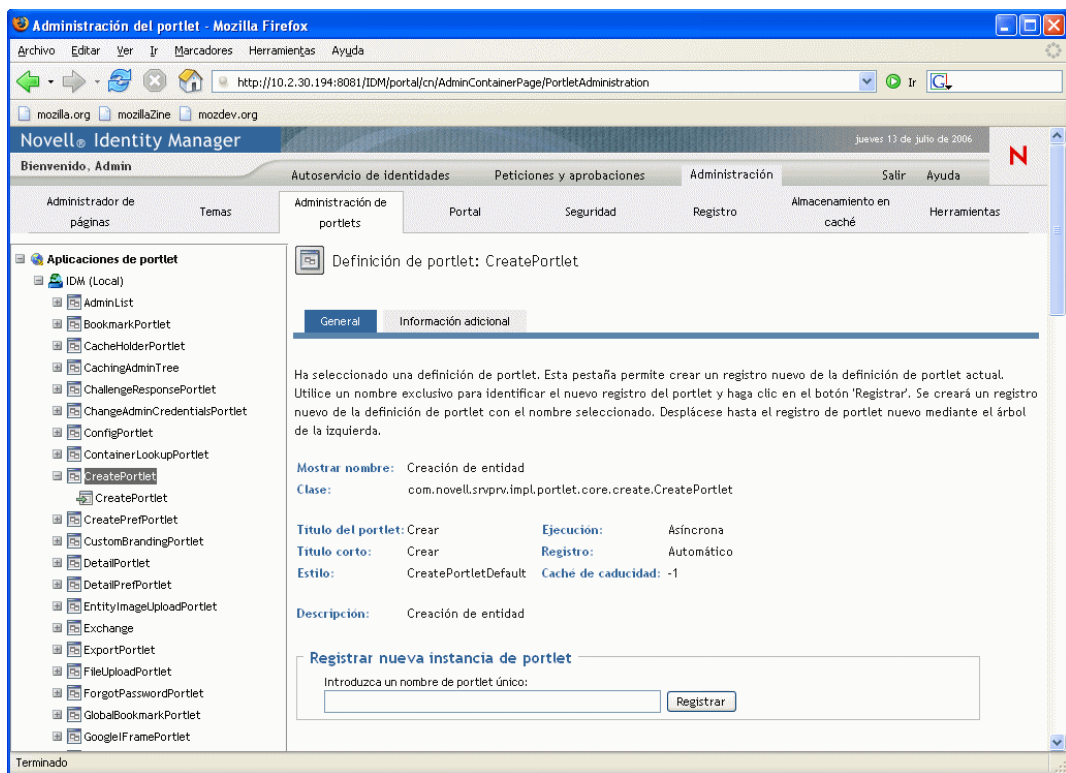 Administración del portlet - Mozilla Firefox
Archivo Editar Ver Ir Marcadores Herramientas Ayuda
http://10.2.30.194:8081/IDM/portal/cn/AdminContainerPage/PortletAdministration Ir
mozilla.org mozillaZine mozdev.org
Novell® Identity Manager
jueves 13 de julio de 2006
N
Bienvenido, Admin
Autoservicio de identidades Peticiones y aprobaciones Administración Salir Ayuda
Administrador de páginas Temas Administración de portlets Portal Seguridad Registro Almacenamiento en caché Herramientas
Aplicaciones de portlet
IDM (Local)
AdminList
BookmarkPortlet
CacheHolderPortlet
CachingAdminTree
ChallengeResponsePortlet
ChangeAdminCredentialsPortlet
ConfigPortlet
ContainerLookupPortlet
CreatePortlet
CreatePortlet
CreatePrefPortlet
CustomBrandingPortlet
DetailPortlet
DetailPrefPortlet
EntityImageUploadPortlet
Exchange
ExportPortlet
FileUploadPortlet
ForgotPasswordPortlet
GlobalBookmarkPortlet
GoogleIFramePortlet
Definición de portlet: CreatePortlet
General Información adicional
Ha seleccionado una definición de portlet. Esta pestaña permite crear un registro nuevo de la definición de portlet actual.
Utilice un nombre exclusivo para identificar el nuevo registro del portlet y haga clic en el botón 'Registrar'. Se creará un registro
nuevo de la definición de portlet con el nombre seleccionado. Desplácese hasta el registro de portlet nuevo mediante el árbol
de la izquierda.
Mostrar nombre: Creación de entidad
Clase: com.novell.srvprv.impl.portlet.core.create.CreatePortlet
Título del portlet: Crear Ejecución: Asíncrona
Título corto: Crear Registro: Automático
Estilo: CreatePortletDefault Caché de caducidad: -1
Descripción: Creación de entidad
Registrar nueva instancia de portlet
Introduzca un nombre de portlet único:
Registrar
Terminado